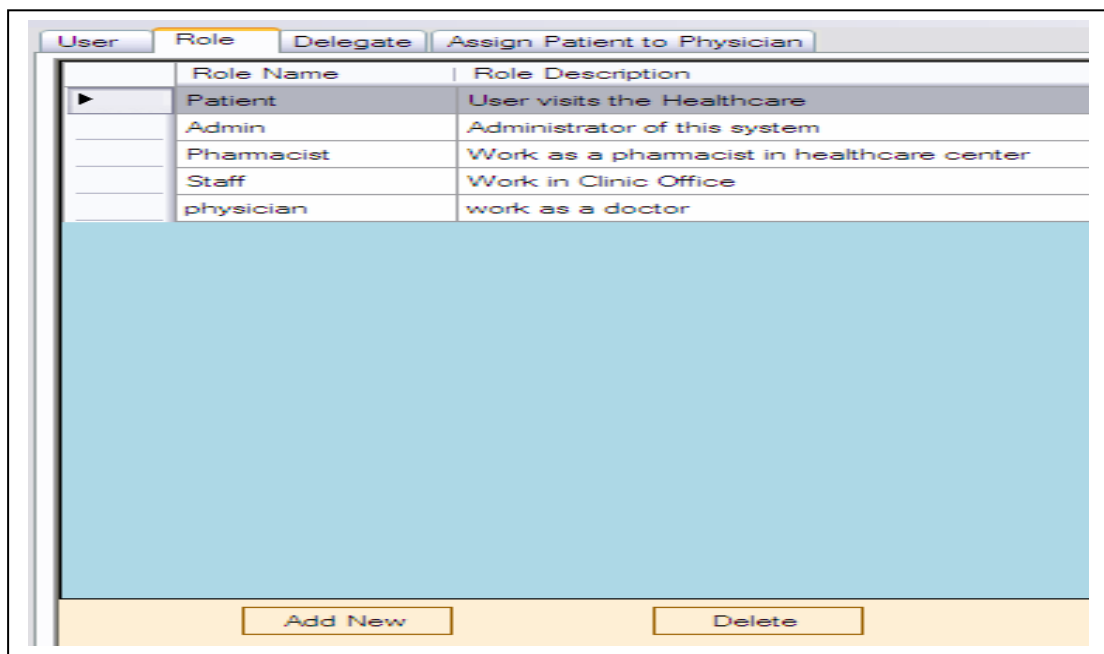 User Role Delegate Assign Patient to Physician
Role Name Role Description
Patient User visits the Healthcare
Admin Administrator of this system
Pharmacist Work as a pharmacist in healthcare center
Staff Work in Clinic Office
physician work as a doctor
Add New Delete